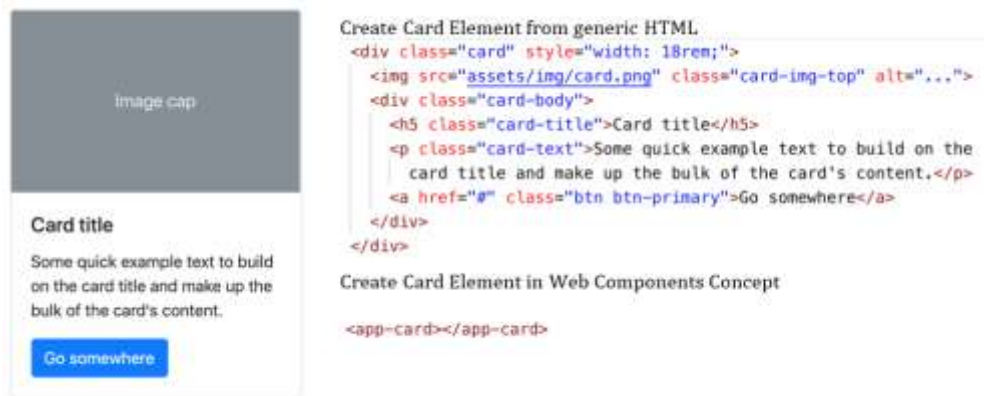 Image cap
Card title
Some quick example text to build
on the card title and make up the
bulk of the card's content.
Go somewhere
Create Card Element from generic HTML
<div class="card" style="width: 18rem;">
<img src="assets/img/card.png" class="card-img-top" alt="...">
<div class="card-body">
<h5 class="card-title">Card title</h5>
<p class="card-text">Some quick example text to build on the
card title and make up the bulk of the card's content.</p>
<a href="#" class="btn btn-primary">Go somewhere</a>
</div>
</div>
Create Card Element in Web Components Concept
<app-card></app-card>